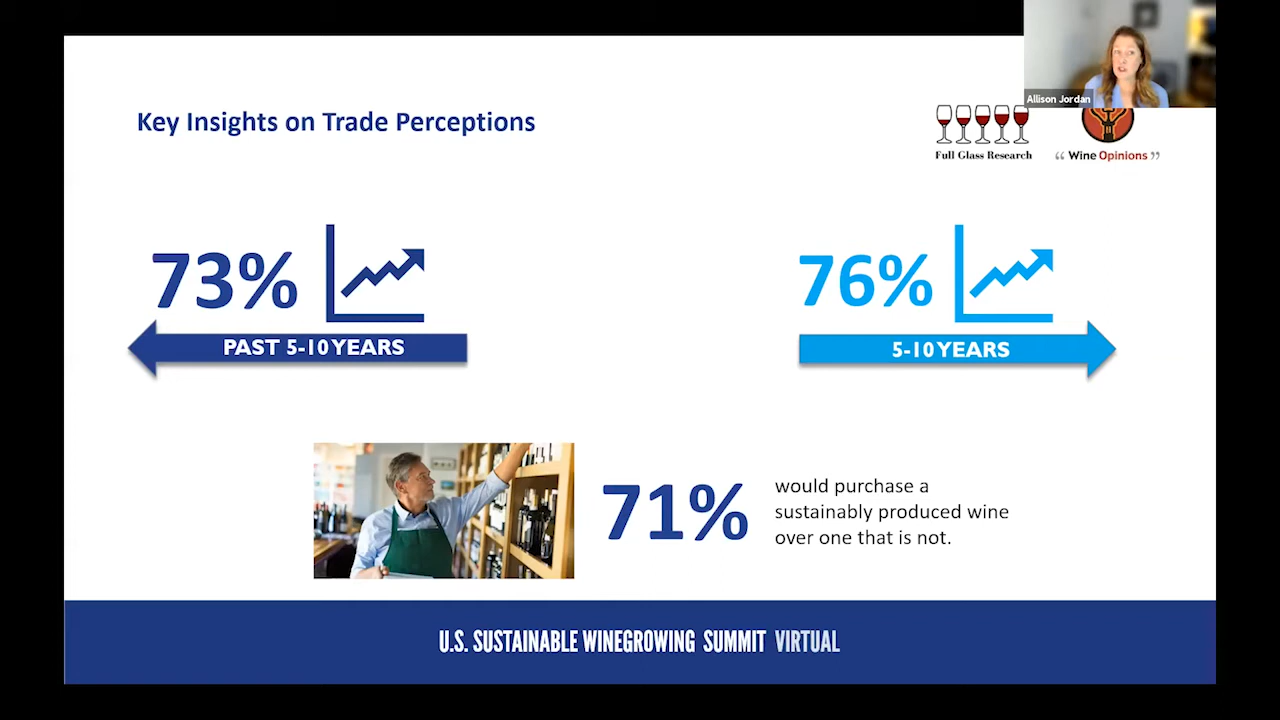 Allison Jordan
Key Insights on Trade Perceptions
Full Glass Research
“ Wine Opinions ”
73%
PAST 5-10 YEARS
76%
5-10 YEARS
71%
would purchase a
sustainably produced wine
over one that is not.
U.S. SUSTAINABLE WINEGROWING SUMMIT VIRTUAL